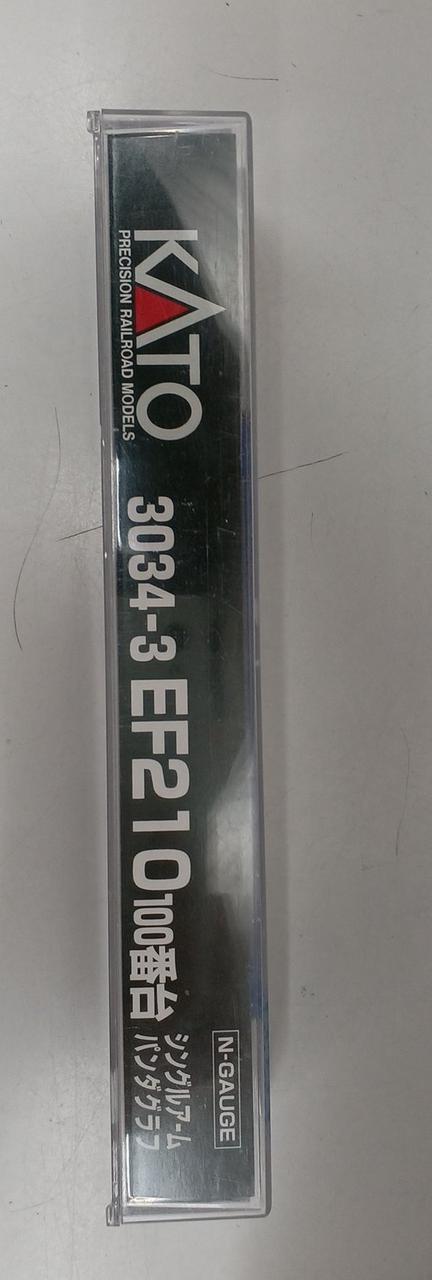 KATO
PRECISION RAILROAD MODELS
3034-3 EF210 100番台
シングルアーム
パンダグラフ
N-GAUGE